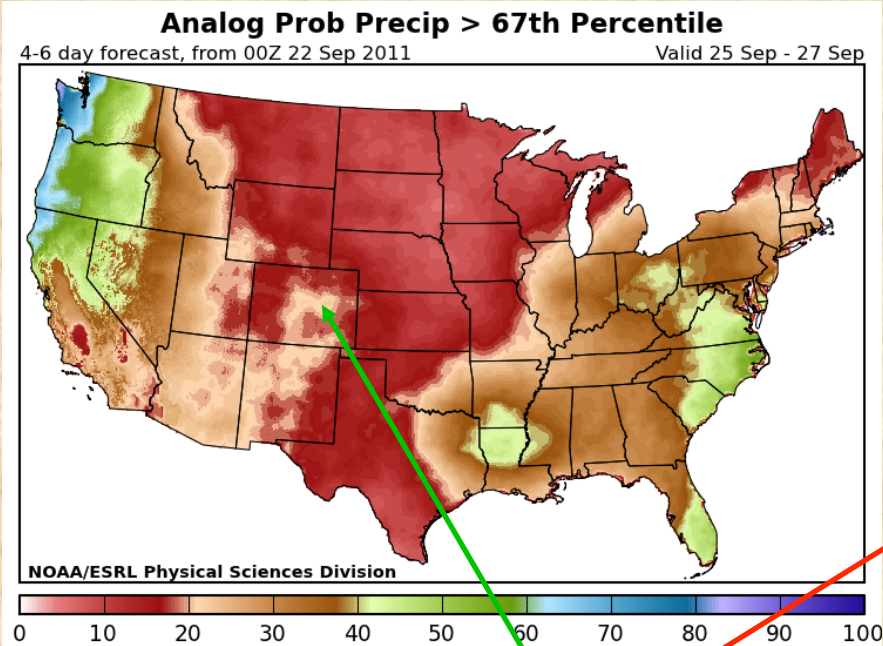 Analog Prob Precip > 67th Percentile
4-6 day forecast, from 00Z 22 Sep 2011 Valid 25 Sep - 27 Sep
NOAA/ESRL Physical Sciences Division
0 10 20 30 40 50 60 70 80 90 100